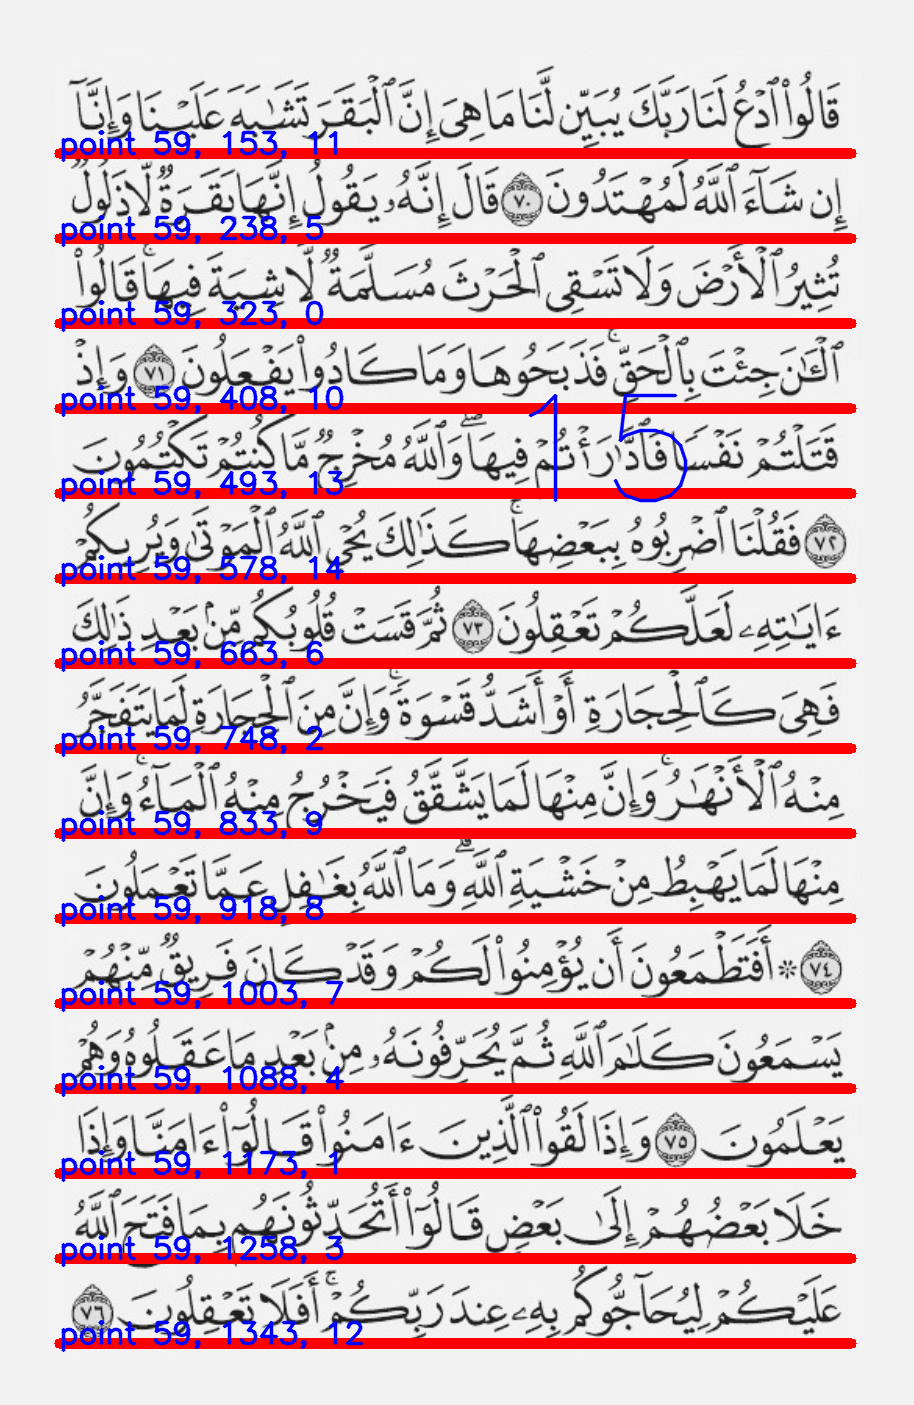 قَالُوا۟ ٱدْعُ لَنَا رَبَّكَ يُبَيِّن لَّنَا مَا هِىَ إِنَّ ٱلْبَقَرَ تَشَـٰبَهَ عَلَيْنَا وَإِنَّآ
point 59, 153, 11
إِن شَآءَ ٱللَّهُ لَمُهْتَدُونَ ٧٠ قَالَ إِنَّهُۥ يَقُولُ إِنَّهَا بَقَرَةٌ لَّا ذَلُولٌ
point 59, 238, 5
تُثِيرُ ٱلْأَرْضَ وَلَا تَسْقِى ٱلْحَرْثَ مُسَلَّمَةٌ لَّا شِيَةَ فِيهَا ۚ قَالُوا۟
point 59, 323, 0
ٱلْـَٔـٰنَ جِئْتَ بِٱلْحَقِّ ۚ فَذَبَحُوهَا وَمَا كَادُوا۟ يَفْعَلُونَ ٧١ وَإِذْ
point 59, 408, 10
15
قَتَلْتُمْ نَفْسًا فَٱدَّٰرَْٰٔتُمْ فِيهَا ۖ وَٱللَّهُ مُخْرِجٌ مَّا كُنتُمْ تَكْتُمُونَ
point 59, 493, 13
٧٢ فَقُلْنَا ٱضْرِبُوهُ بِبَعْضِهَا ۚ كَذَٰلِكَ يُحْىِ ٱللَّهُ ٱلْمَوْتَىٰ وَيُرِيكُمْ
point 59, 578, 14
ءَايَـٰتِهِۦ لَعَلَّكُمْ تَعْقِلُونَ ٧٣ ثُمَّ قَسَتْ قُلُوبُكُم مِّنۢ بَعْدِ ذَٰلِكَ
point 59, 663, 6
فَهِىَ كَٱلْحِجَارَةِ أَوْ أَشَدُّ قَسْوَةً ۚ وَإِنَّ مِنَ ٱلْحِجَارَةِ لَمَا يَتَفَجَّرُ
point 59, 748, 2
مِنْهُ ٱلْأَنْهَـٰرُ ۚ وَإِنَّ مِنْهَا لَمَا يَشَّقَّقُ فَيَخْرُجُ مِنْهُ ٱلْمَآءُ ۚ وَإِنَّ
point 59, 833, 9
مِنْهَا لَمَا يَهْبِطُ مِنْ خَشْيَةِ ٱللَّهِ ۗ وَمَا ٱللَّهُ بِغَـٰفِلٍ عَمَّا تَعْمَلُونَ
point 59, 918, 8
٧٤ ۞ أَفَتَطْمَعُونَ أَن يُؤْمِنُوا۟ لَكُمْ وَقَدْ كَانَ فَرِيقٌ مِّنْهُمْ
point 59, 1003, 7
يَسْمَعُونَ كَلَـٰمَ ٱللَّهِ ثُمَّ يُحَرِّفُونَهُۥ مِنۢ بَعْدِ مَا عَقَلُوهُ وَهُمْ
point 59, 1088, 4
يَعْلَمُونَ ٧٥ وَإِذَا لَقُوا۟ ٱلَّذِينَ ءَامَنُوا۟ قَالُوٓا۟ ءَامَنَّا وَإِذَا
point 59, 1173, 1
خَلَا بَعْضُهُمْ إِلَىٰ بَعْضٍ قَالُوٓا۟ أَتُحَدِّثُونَهُم بِمَا فَتَحَ ٱللَّهُ
point 59, 1258, 3
عَلَيْكُمْ لِيُحَآجُّوكُم بِهِۦ عِندَ رَبِّكُمْ ۚ أَفَلَا تَعْقِلُونَ ٧٦
point 59, 1343, 12